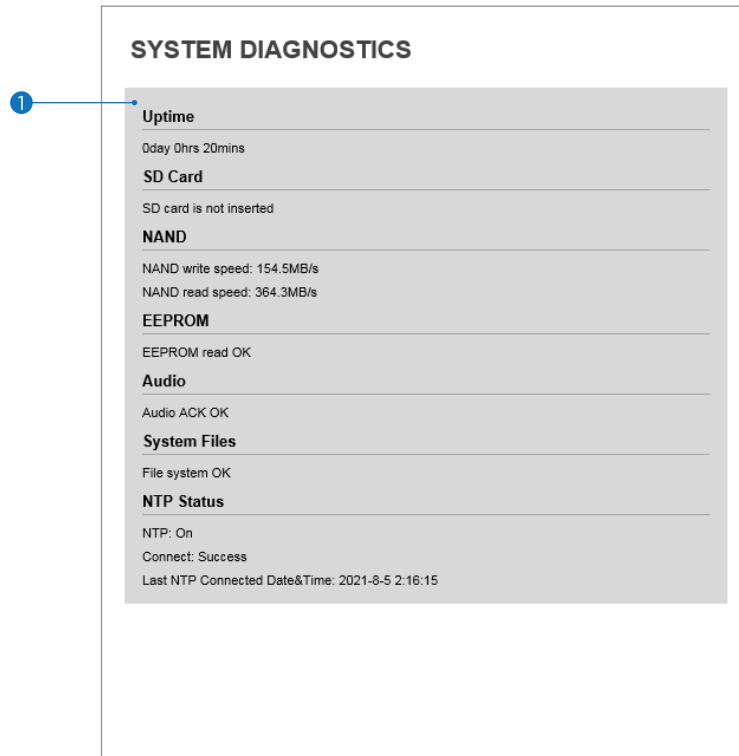 SYSTEM DIAGNOSTICS
1
Uptime
0day 0hrs 20mins
SD Card
SD card is not inserted
NAND
NAND write speed: 154.5MB/s
NAND read speed: 364.3MB/s
EEPROM
EEPROM read OK
Audio
Audio ACK OK
System Files
File system OK
NTP Status
NTP: On
Connect: Success
Last NTP Connected Date&Time: 2021-8-5 2:16:15